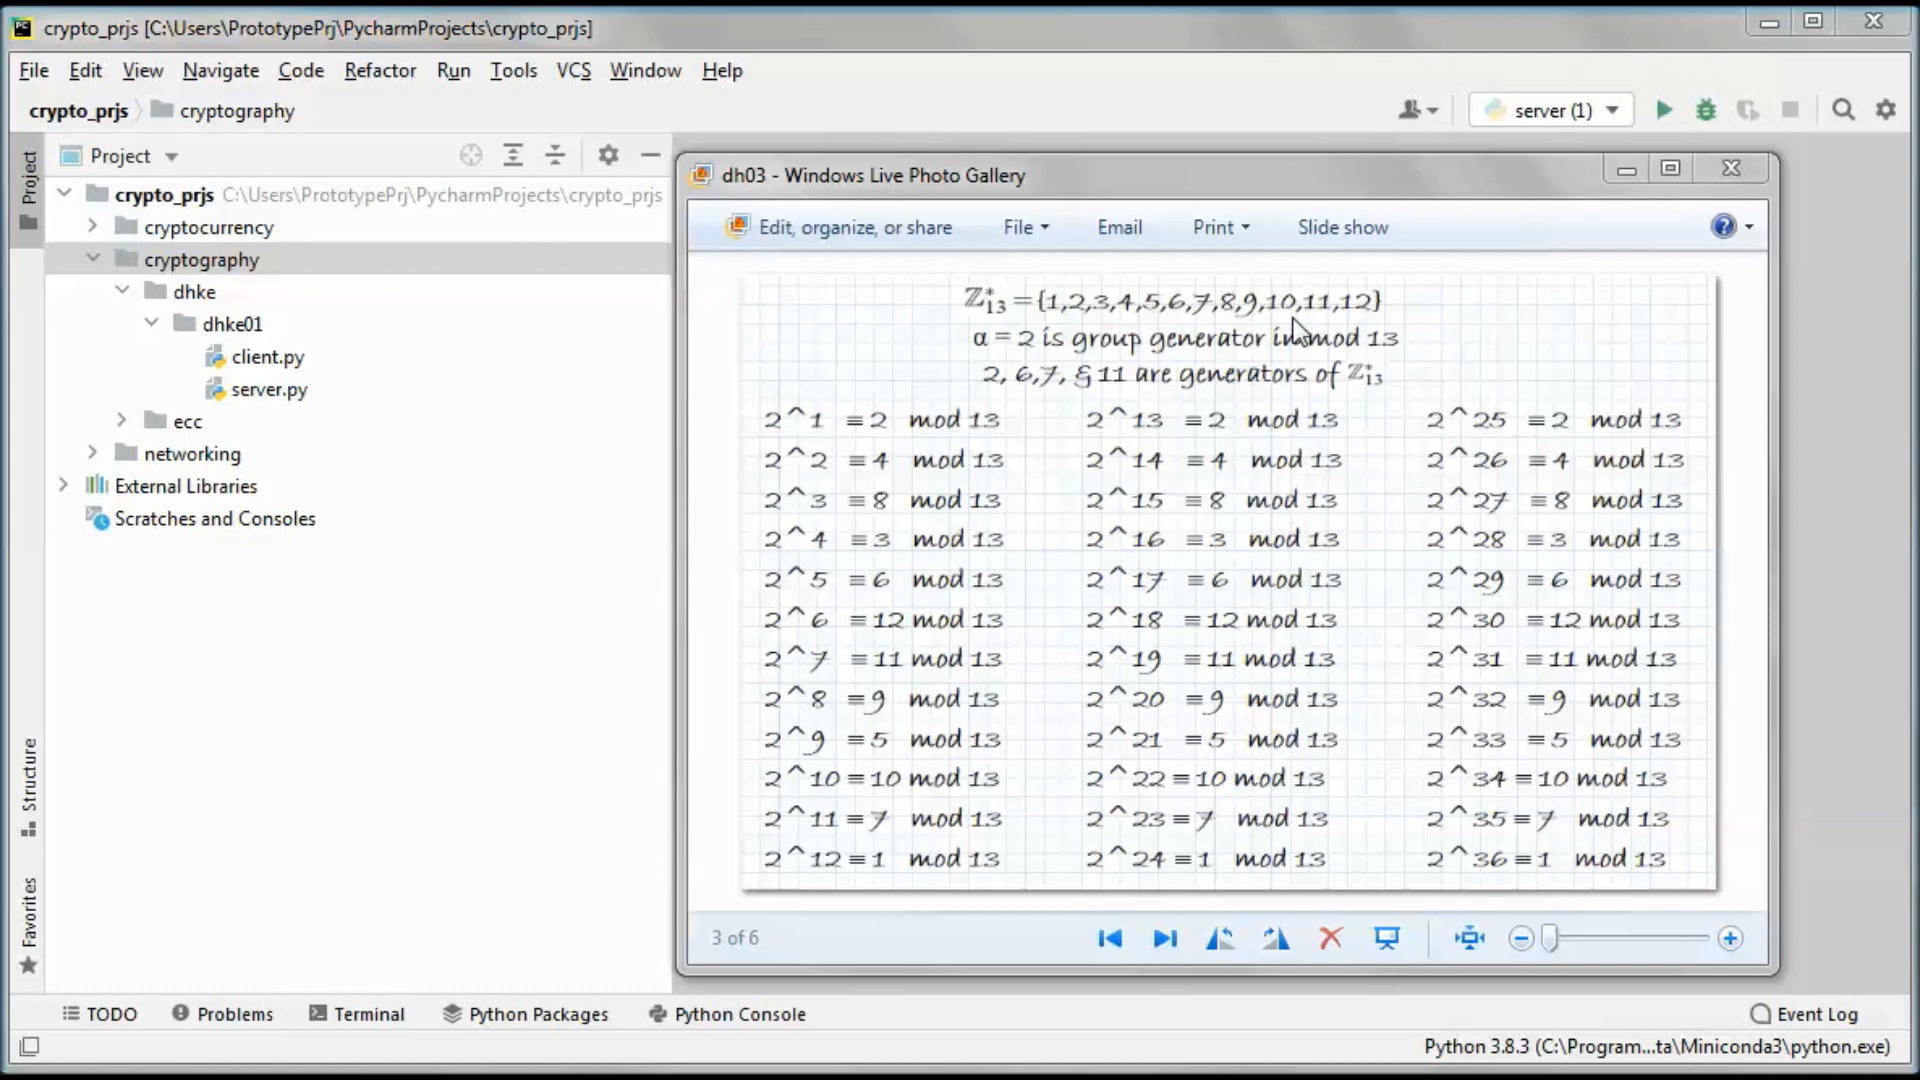 crypto_prjs [C:\Users\PrototypePrj\PycharmProjects\crypto_prjs]
File Edit View Navigate Code Refactor Run Tools VCS Window Help
crypto_prjs cryptography server (1)
Project
Project
crypto_prjs C:\Users\PrototypePrj\PycharmProjects\crypto_prjs
cryptocurrency
cryptography
dhke
dhke01
client.py
server.py
ecc
networking
External Libraries
Scratches and Consoles
Structure
Favorites
dh03 - Windows Live Photo Gallery
Edit, organize, or share File Email Print Slide show
ℤ*13 = {1,2,3,4,5,6,7,8,9,10,11,12}
α = 2 is group generator in mod 13
2, 6,7, & 11 are generators of ℤ*13
2^1 ≡ 2 mod 13 2^13 ≡ 2 mod 13 2^25 ≡ 2 mod 13
2^2 ≡ 4 mod 13 2^14 ≡ 4 mod 13 2^26 ≡ 4 mod 13
2^3 ≡ 8 mod 13 2^15 ≡ 8 mod 13 2^27 ≡ 8 mod 13
2^4 ≡ 3 mod 13 2^16 ≡ 3 mod 13 2^28 ≡ 3 mod 13
2^5 ≡ 6 mod 13 2^17 ≡ 6 mod 13 2^29 ≡ 6 mod 13
2^6 ≡ 12 mod 13 2^18 ≡ 12 mod 13 2^30 ≡ 12 mod 13
2^7 ≡ 11 mod 13 2^19 ≡ 11 mod 13 2^31 ≡ 11 mod 13
2^8 ≡ 9 mod 13 2^20 ≡ 9 mod 13 2^32 ≡ 9 mod 13
2^9 ≡ 5 mod 13 2^21 ≡ 5 mod 13 2^33 ≡ 5 mod 13
2^10 ≡ 10 mod 13 2^22 ≡ 10 mod 13 2^34 ≡ 10 mod 13
2^11 ≡ 7 mod 13 2^23 ≡ 7 mod 13 2^35 ≡ 7 mod 13
2^12 ≡ 1 mod 13 2^24 ≡ 1 mod 13 2^36 ≡ 1 mod 13
3 of 6
TODO Problems Terminal Python Packages Python Console Event Log
Python 3.8.3 (C:\Program...ta\Miniconda3\python.exe)